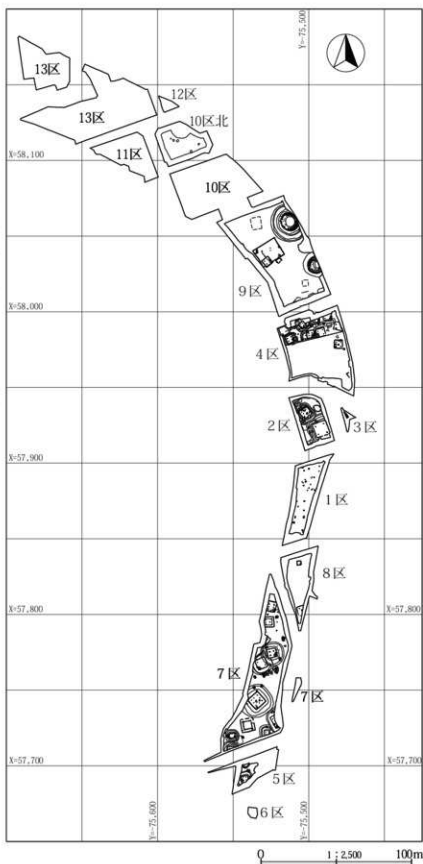 Y=-75,500
13区
13区
12区
10区北
11区
X=58,100
10区
9区
X=58,000
4区
2区
3区
X=57,900
1区
8区
X=57,800
X=57,800
7区
7区
X=57,700
X=57,700
5区
Y=-75,600
Y=-75,500
6区
0
1:2,500
100m